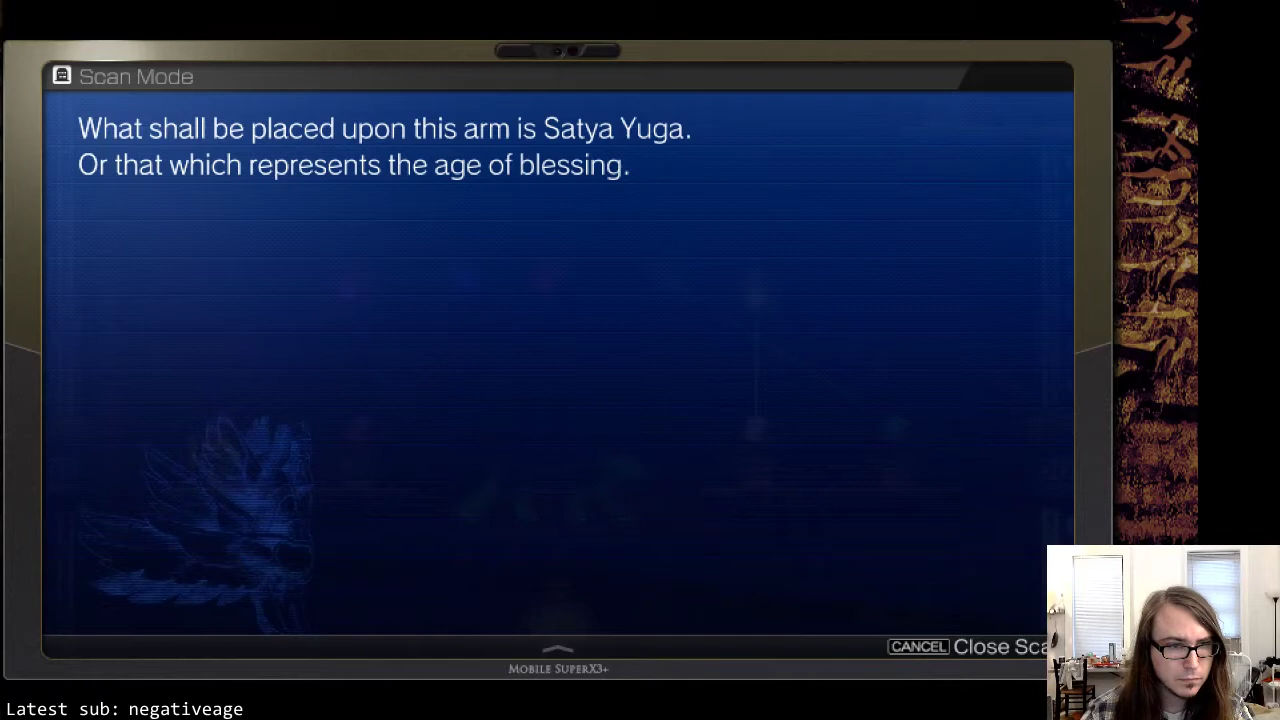 Scan Mode
What shall be placed upon this arm is Satya Yuga.
Or that which represents the age of blessing.
CANCEL Close Sca
MOBILE SUPERX3+
Latest sub: negativeage